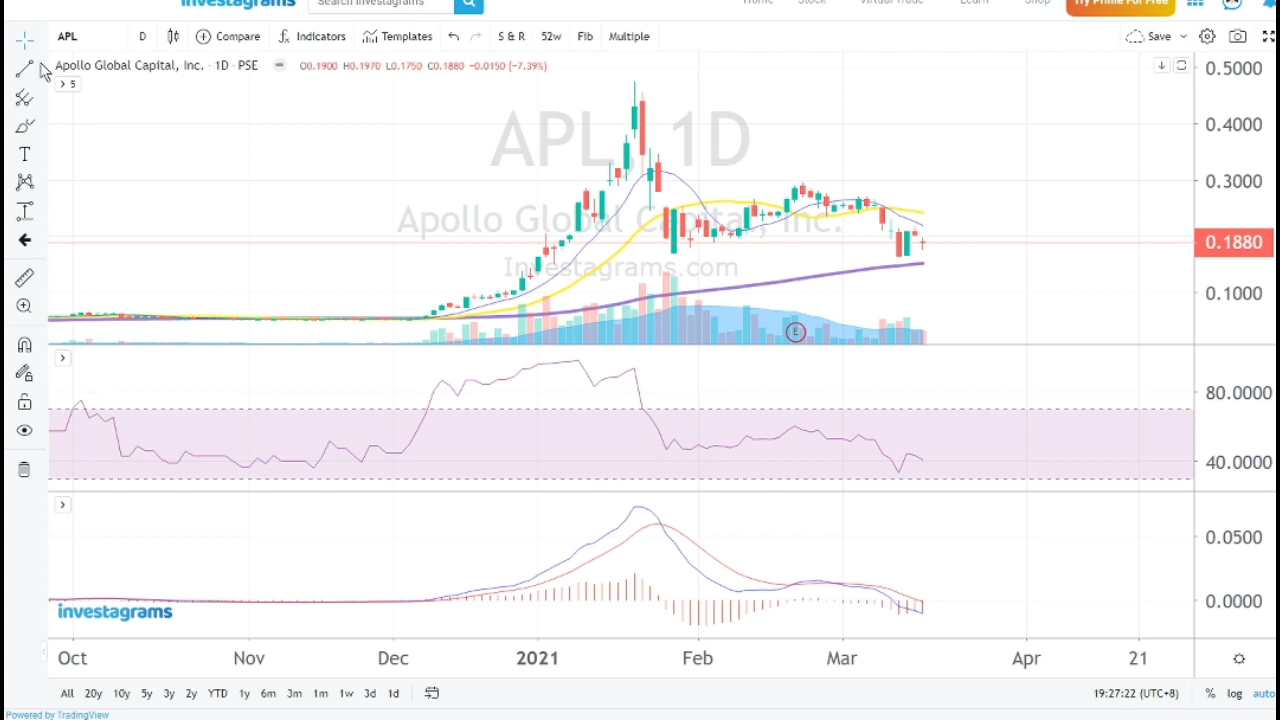 Investagrams Search Investagrams Home Stock Virtual Trade Learn Shop Try Prime For Free
APL D Compare Indicators Templates S & R 52w Fib Multiple Save
Apollo Global Capital, Inc. · 1D · PSE O0.1900 H0.1970 L0.1750 C0.1880 -0.0150 (-7.39%)
5
0.5000
0.4000
APL, 1D
0.3000
Apollo Global Capital, Inc.
0.1880
Investagrams.com
0.1000
E
80.0000
40.0000
0.0500
0.0000
investagrams
Oct Nov Dec 2021 Feb Mar Apr 21
All 20y 10y 5y 3y 2y YTD 1y 6m 3m 1m 1w 3d 1d 19:27:22 (UTC+8) % log auto
Powered by TradingView